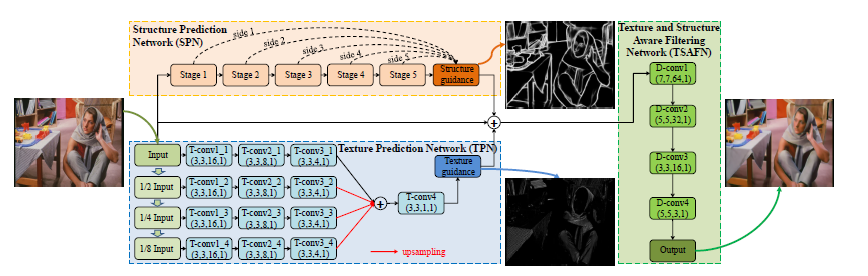 Structure Prediction
Network (SPN)
side 1
side 2
side 3
side 4
side 5
Stage 1
Stage 2
Stage 3
Stage 4
Stage 5
Structure
guidance
Texture and Structure
Aware Filtering
Network (TSAFN)
D-conv1
(7,7,64,1)
D-conv2
(5,5,32,1)
D-conv3
(3,3,16,1)
D-conv4
(5,5,3,1)
Output
Texture Prediction Network (TPN)
Input
T-conv1_1
(3,3,16,1)
T-conv2_1
(3,3,8,1)
T-conv3_1
(3,3,4,1)
Texture
guidance
1/2 Input
T-conv1_2
(3,3,16,1)
T-conv2_2
(3,3,8,1)
T-conv3_2
(3,3,4,1)
T-conv4
(3,3,1,1)
1/4 Input
T-conv1_3
(3,3,16,1)
T-conv2_3
(3,3,8,1)
T-conv3_3
(3,3,4,1)
1/8 Input
T-conv1_4
(3,3,16,1)
T-conv2_4
(3,3,8,1)
T-conv3_4
(3,3,4,1)
upsampling